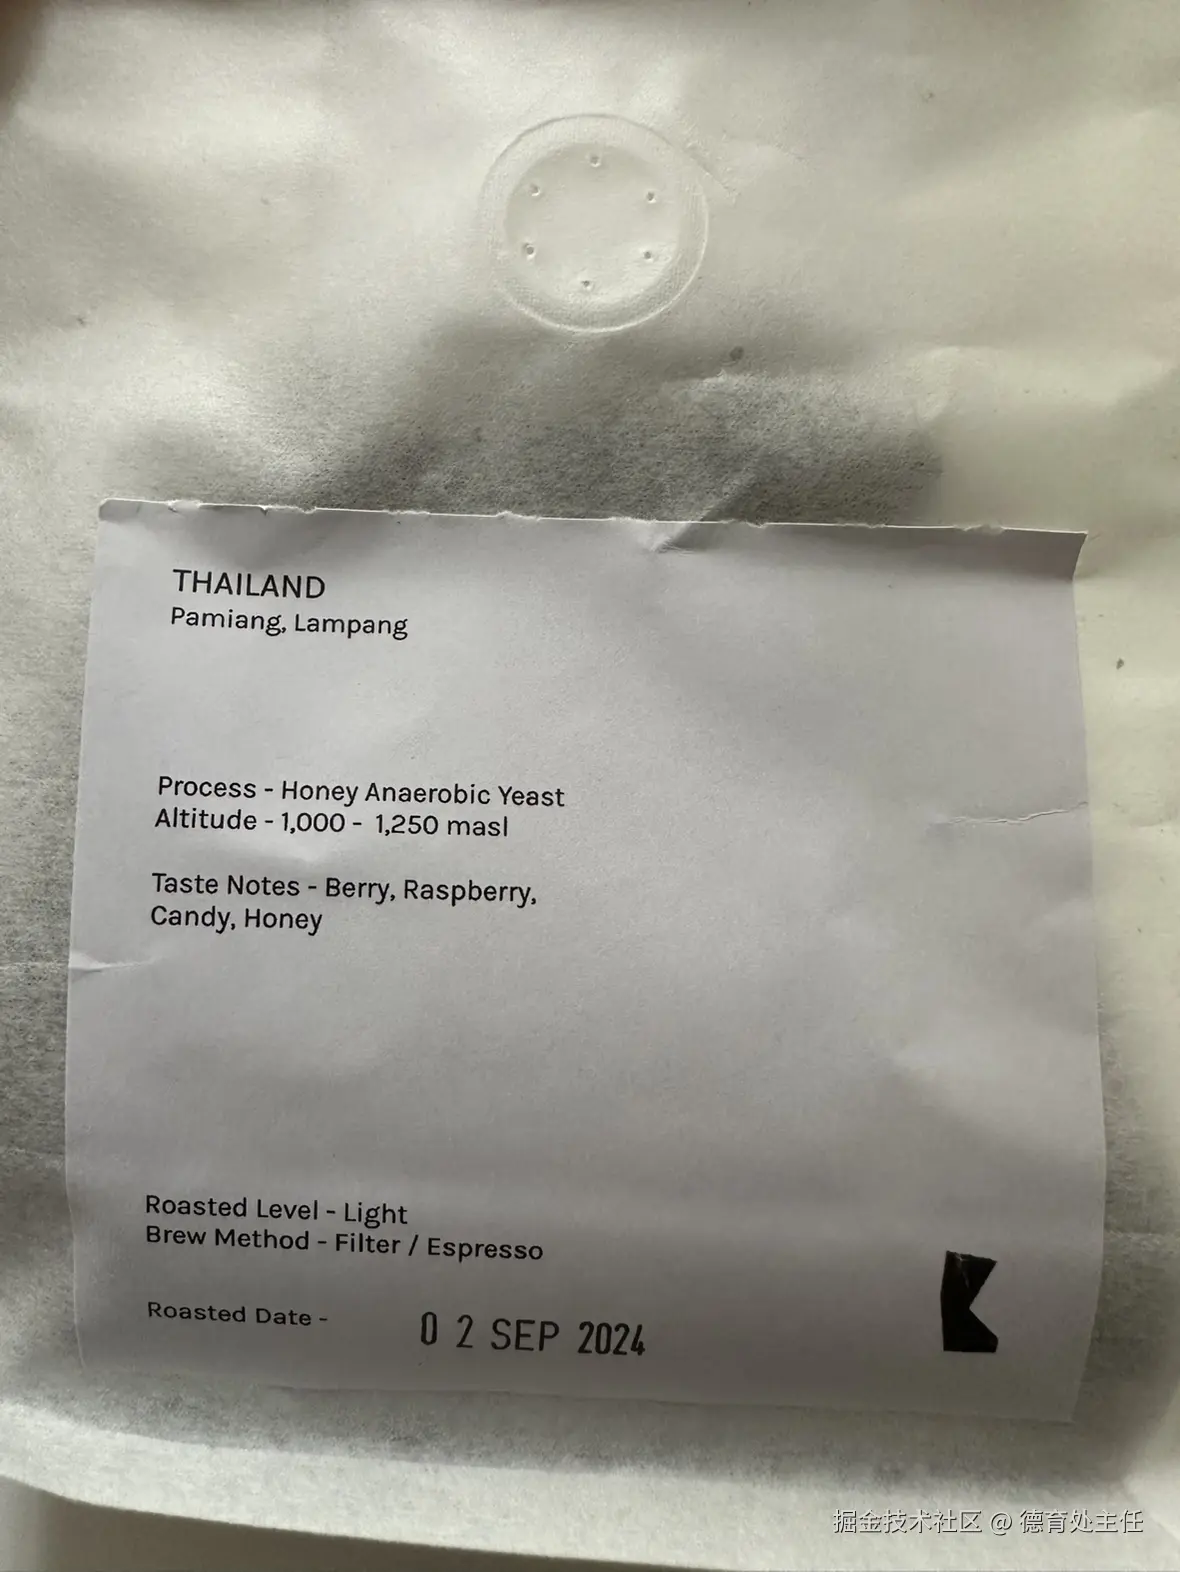 THAILAND
Pamiang, Lampang
Process - Honey Anaerobic Yeast
Altitude - 1,000 - 1,250 masl
Taste Notes - Berry, Raspberry,
Candy, Honey
Roasted Level - Light
Brew Method - Filter / Espresso
Roasted Date - 02 SEP 2024
掘金技术社区 @ 德育处主任